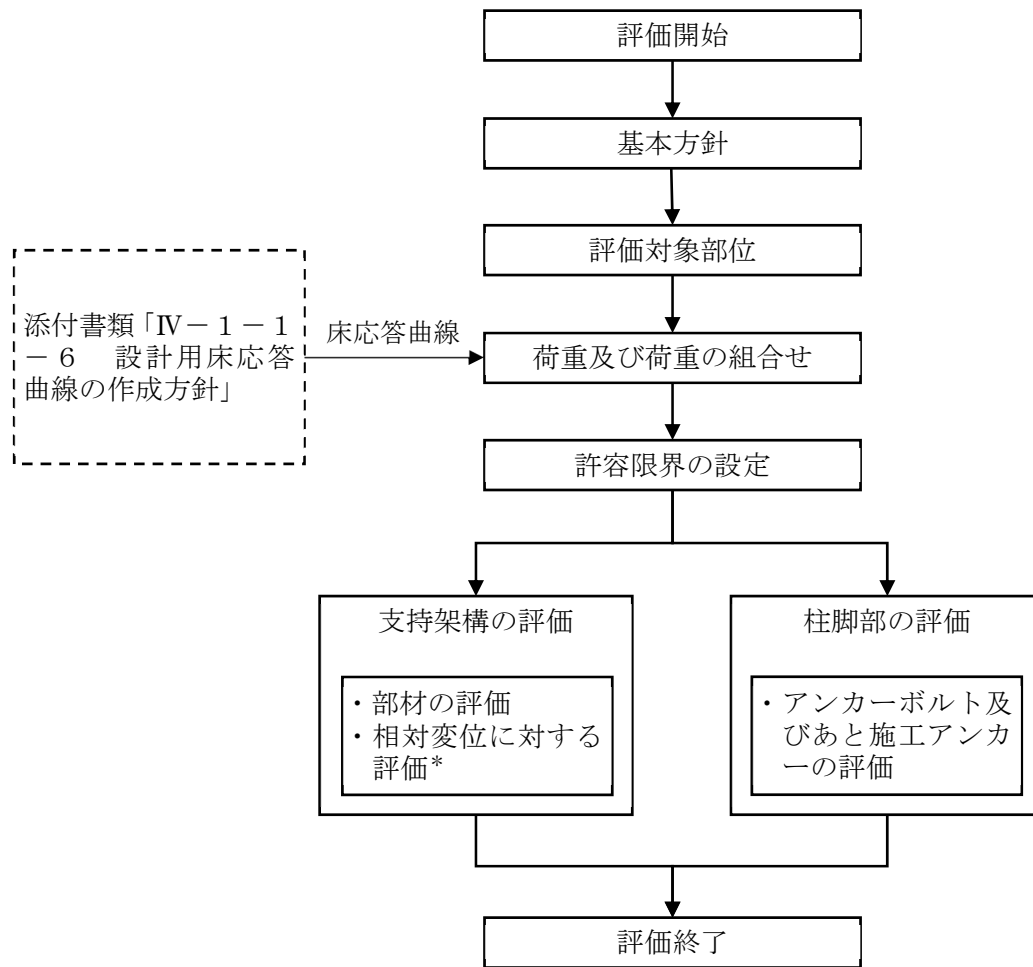 評価開始
基本方針
評価対象部位
添付書類「Ⅳ－１－１
－６　設計用床応答
曲線の作成方針」
床応答曲線
荷重及び荷重の組合せ
許容限界の設定
支持架構の評価
・部材の評価
・相対変位に対する
評価*
柱脚部の評価
・アンカーボルト及
びあと施工アンカ
ーの評価
評価終了